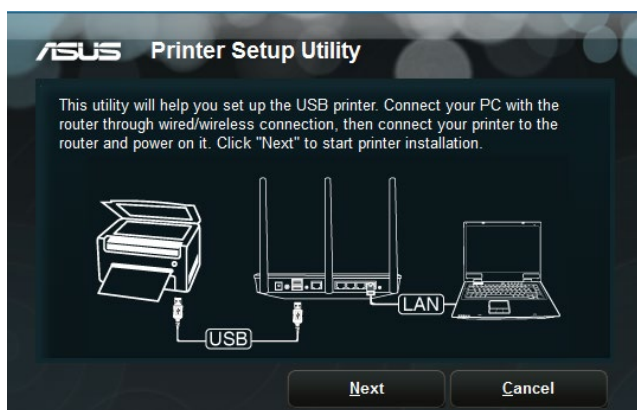 ASUS Printer Setup Utility
This utility will help you set up the USB printer. Connect your PC with the
router through wired/wireless connection, then connect your printer to the
router and power on it. Click "Next" to start printer installation.
LAN
USB
Next Cancel